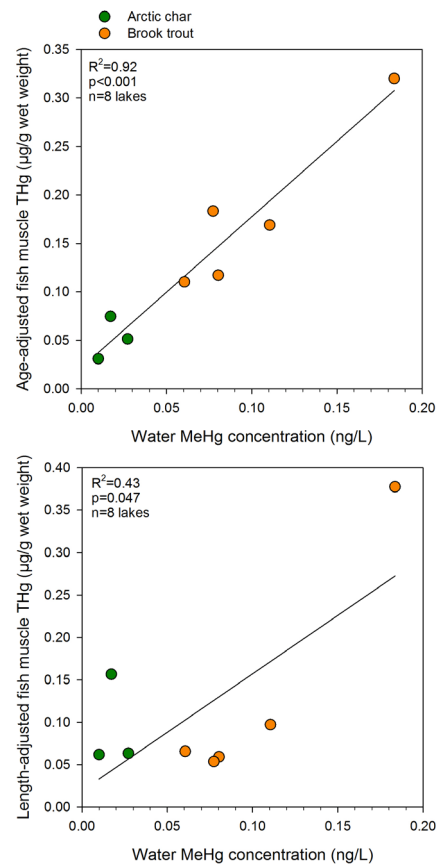 Arctic char
Brook trout
R²=0.92
p<0.001
n=8 lakes
Age-adjusted fish muscle THg (µg/g wet weight)
0.35
0.30
0.25
0.20
0.15
0.10
0.05
0.00
0.00 0.05 0.10 0.15 0.20
Water MeHg concentration (ng/L)
R²=0.43
p=0.047
n=8 lakes
Length-adjusted fish muscle THg (µg/g wet weight)
0.40
0.35
0.30
0.25
0.20
0.15
0.10
0.05
0.00
0.00 0.05 0.10 0.15 0.20
Water MeHg concentration (ng/L)